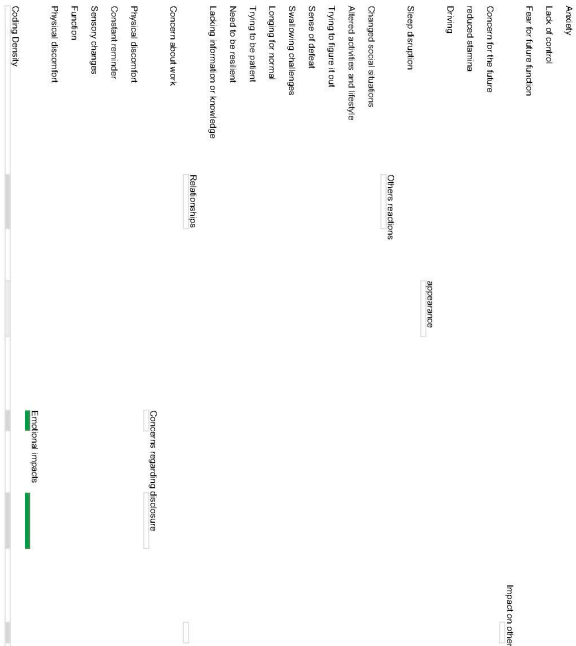 Anxiety
Lack of control
Fear for future function
Impact on other
Concern for the future
reduced stamina
Driving
appearance
Sleep disruption
Others reactions
Changed social situations
Altered activities and lifestyle
Trying to figure it out
Sense of defeat
Swallowing challenges
Longing for normal
Trying to be patient
Need to be resilient
Lacking information or knowledge
Relationships
Concern about work
Concerns regarding disclosure
Physical discomfort
Constant reminder
Sensory changes
Function
Physical discomfort
Emotional impacts
Coding Density